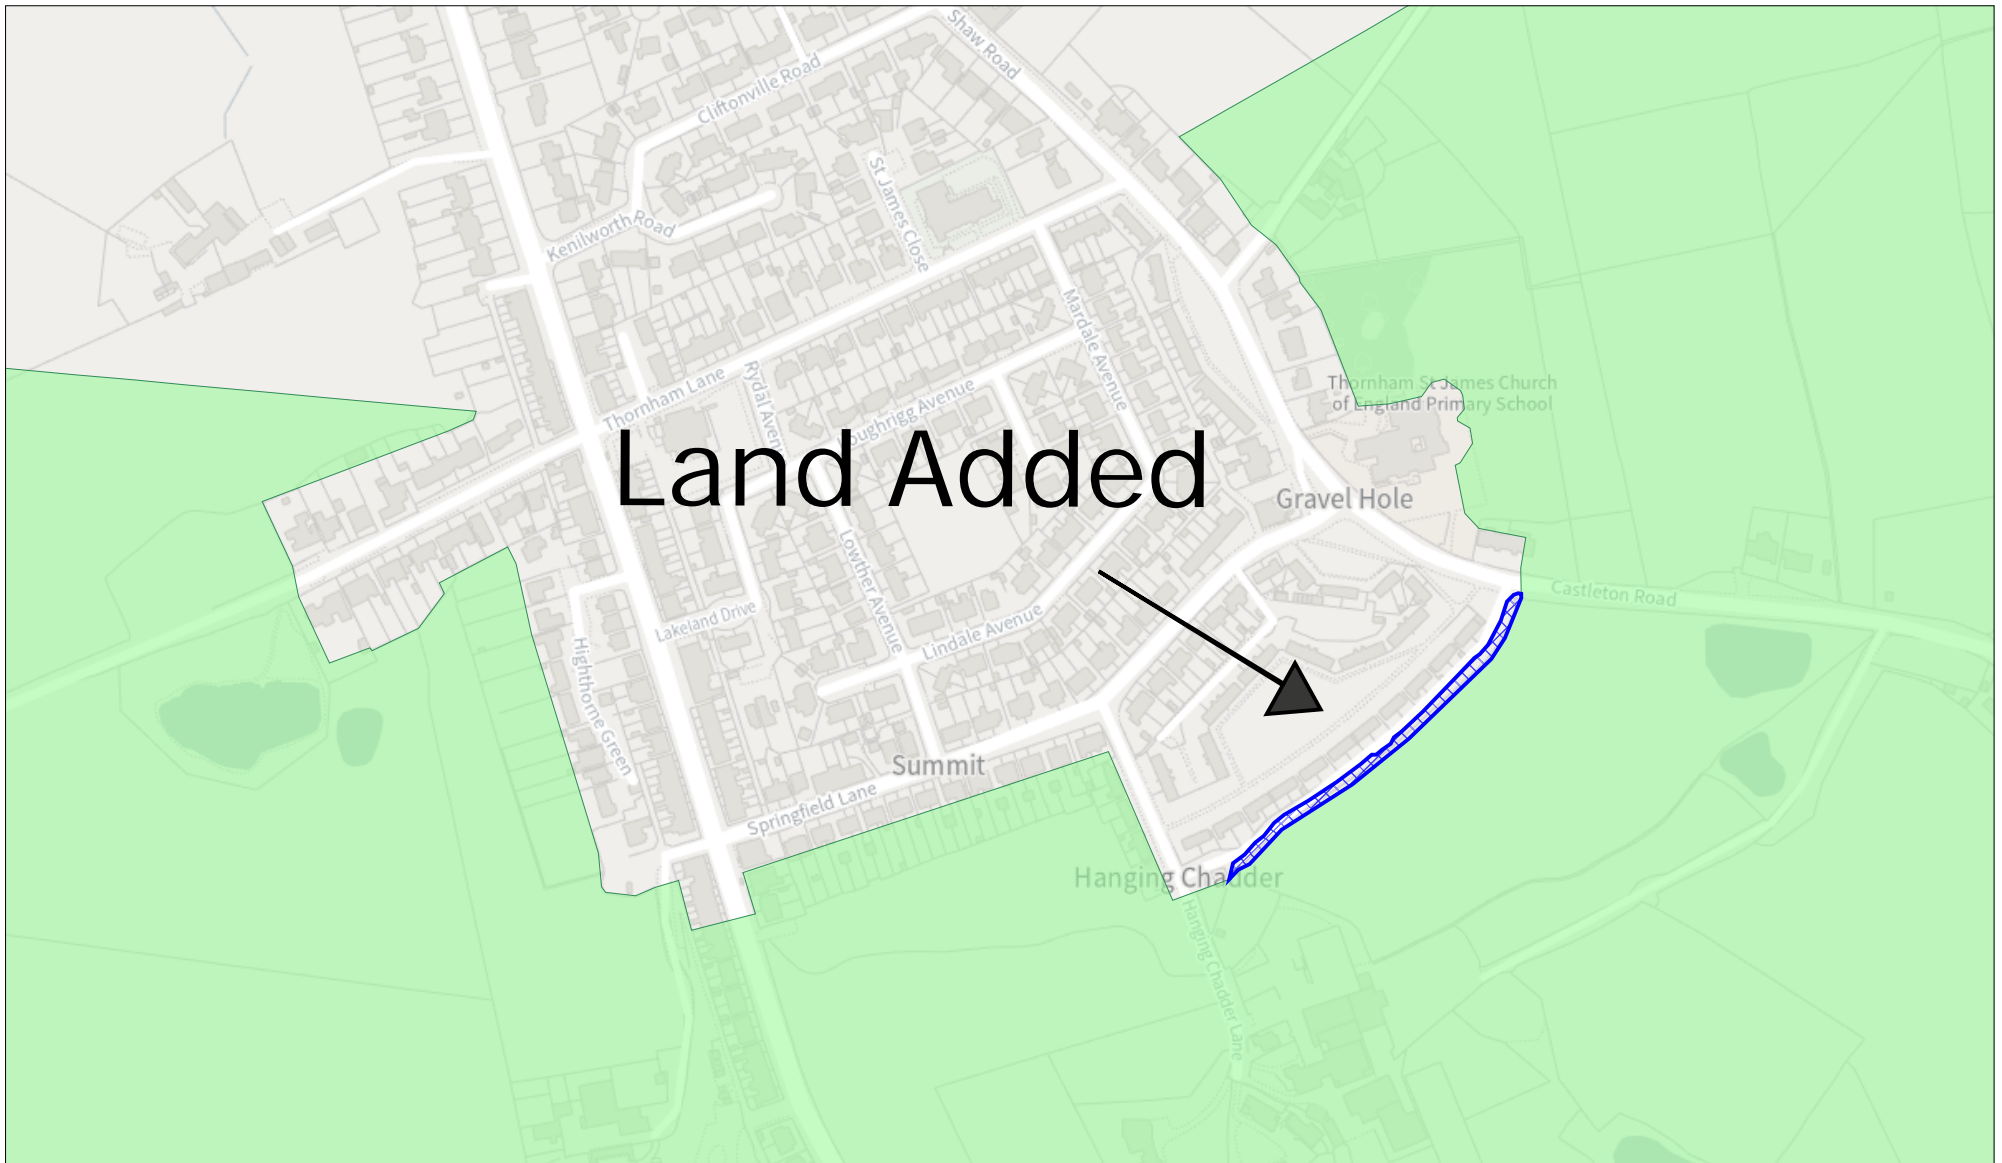 Shaw Road
Cliftonville Road
St James Close
Kenilworth Road
Mardale Avenue
Thornham Lane
Rydal Aven
oughrigg Avenue
Thornham St James Church
of England Primary School
Land Added
Gravel Hole
Lowther Avenue
Castleton Road
Lakeland Drive
Lindale Avenue
Highthorne Green
Summit
Springfield Lane
Hanging Chadder
Hanging Chadder Lane